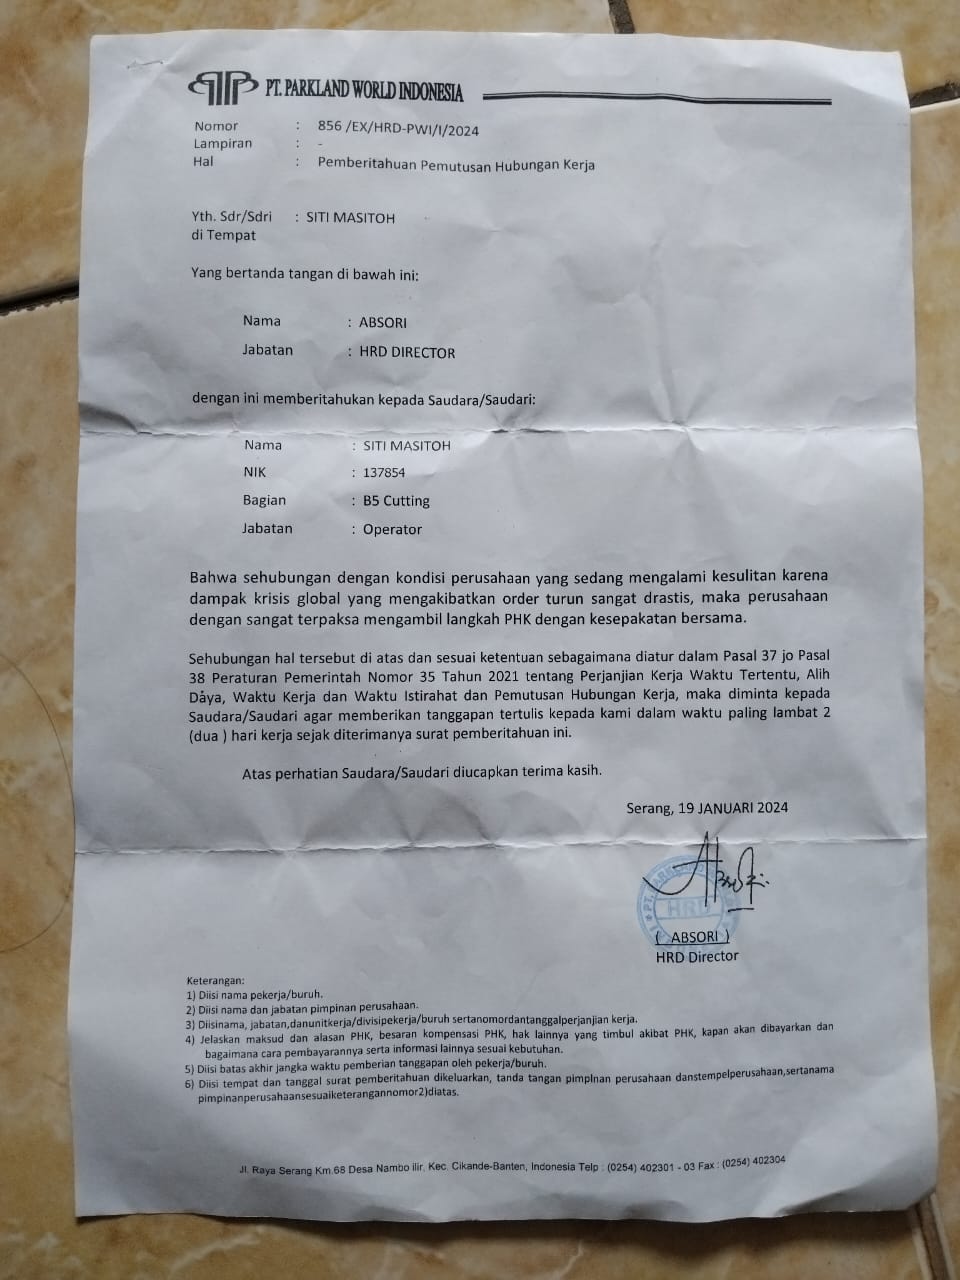 PT. PARKLAND WORLD INDONESIA
Nomor : 856 /EX/HRD-PWI/I/2024
Lampiran : -
Hal : Pemberitahuan Pemutusan Hubungan Kerja
Yth. Sdr/Sdri : SITI MASITOH
di Tempat
Yang bertanda tangan di bawah ini:
Nama : ABSORI
Jabatan : HRD DIRECTOR
dengan ini memberitahukan kepada Saudara/Saudari:
Nama : SITI MASITOH
NIK : 137854
Bagian : B5 Cutting
Jabatan : Operator
Bahwa sehubungan dengan kondisi perusahaan yang sedang mengalami kesulitan karena
dampak krisis global yang mengakibatkan order turun sangat drastis, maka perusahaan
dengan sangat terpaksa mengambil langkah PHK dengan kesepakatan bersama.
Sehubungan hal tersebut di atas dan sesuai ketentuan sebagaimana diatur dalam Pasal 37 jo Pasal
38 Peraturan Pemerintah Nomor 35 Tahun 2021 tentang Perjanjian Kerja Waktu Tertentu, Alih
Daya, Waktu Kerja dan Waktu Istirahat dan Pemutusan Hubungan Kerja, maka diminta kepada
Saudara/Saudari agar memberikan tanggapan tertulis kepada kami dalam waktu paling lambat 2
(dua ) hari kerja sejak diterimanya surat pemberitahuan ini.
Atas perhatian Saudara/Saudari diucapkan terima kasih.
Serang, 19 JANUARI 2024
HRD
( ABSORI )
HRD Director
Keterangan:
1) Diisi nama pekerja/buruh.
2) Diisi nama dan jabatan pimpinan perusahaan.
3) Diisinama, jabatan,danunitkerja/divisipekerja/buruh sertanomordantanggalperjanjian kerja.
4) Jelaskan maksud dan alasan PHK, besaran kompensasi PHK, hak lainnya yang timbul akibat PHK, kapan akan dibayarkan dan
bagaimana cara pembayarannya serta informasi lainnya sesuai kebutuhan.
5) Diisi batas akhir jangka waktu pemberian tanggapan oleh pekerja/buruh.
6) Diisi tempat dan tanggal surat pemberitahuan dikeluarkan, tanda tangan pimpInan perusahaan danstempelperusahaan,sertanama
pimpinanperusahaansesuaiketerangannomor2)diatas.
Jl. Raya Serang Km.68 Desa Nambo ilir, Kec. Cikande-Banten, Indonesia Telp : (0254) 402301 - 03 Fax : (0254) 402304